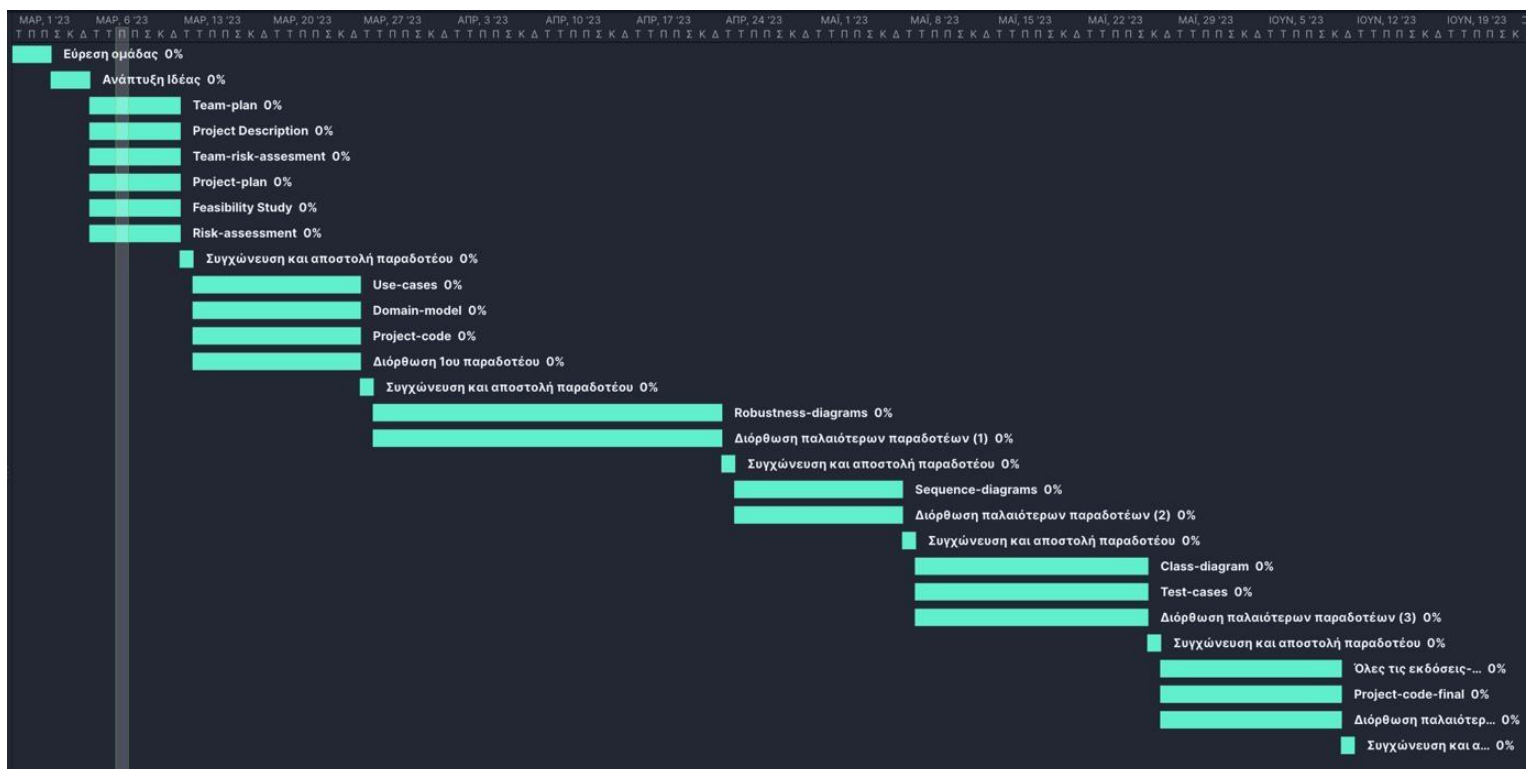 ΜΑΡ, 1 '23 ΜΑΡ, 6 '23 ΜΑΡ, 13 '23 ΜΑΡ, 20 '23 ΜΑΡ, 27 '23 ΑΠΡ, 3 '23 ΑΠΡ, 10 '23 ΑΠΡ, 17 '23 ΑΠΡ, 24 '23 ΜΑΪ, 1 '23 ΜΑΪ, 8 '23 ΜΑΪ, 15 '23 ΜΑΪ, 22 '23 ΜΑΪ, 29 '23 ΙΟΥΝ, 5 '23 ΙΟΥΝ, 12 '23 ΙΟΥΝ, 19 '23
Τ Π Π Σ Κ Δ Τ Τ Π Π Σ Κ Δ Τ Τ Π Π Σ Κ Δ Τ Τ Π Π Σ Κ Δ Τ Τ Π Π Σ Κ Δ Τ Τ Π Π Σ Κ Δ Τ Τ Π Π Σ Κ Δ Τ Τ Π Π Σ Κ Δ Τ Τ Π Π Σ Κ Δ Τ Τ Π Π Σ Κ Δ Τ Τ Π Π Σ Κ Δ Τ Τ Π Π Σ Κ Δ Τ Τ Π Π Σ Κ Δ Τ Τ Π Π Σ Κ Δ Τ Τ Π Π Σ Κ Δ Τ Τ Π Π Σ Κ Δ Τ Τ Π Π Σ Κ
Εύρεση ομάδας 0%
Ανάπτυξη Ιδέας 0%
Team-plan 0%
Project Description 0%
Team-risk-assesment 0%
Project-plan 0%
Feasibility Study 0%
Risk-assessment 0%
Συγχώνευση και αποστολή παραδοτέου 0%
Use-cases 0%
Domain-model 0%
Project-code 0%
Διόρθωση 1ου παραδοτέου 0%
Συγχώνευση και αποστολή παραδοτέου 0%
Robustness-diagrams 0%
Διόρθωση παλαιότερων παραδοτέων (1) 0%
Συγχώνευση και αποστολή παραδοτέου 0%
Sequence-diagrams 0%
Διόρθωση παλαιότερων παραδοτέων (2) 0%
Συγχώνευση και αποστολή παραδοτέου 0%
Class-diagram 0%
Test-cases 0%
Διόρθωση παλαιότερων παραδοτέων (3) 0%
Συγχώνευση και αποστολή παραδοτέου 0%
Όλες τις εκδόσεις-... 0%
Project-code-final 0%
Διόρθωση παλαιότερ... 0%
Συγχώνευση και α... 0%